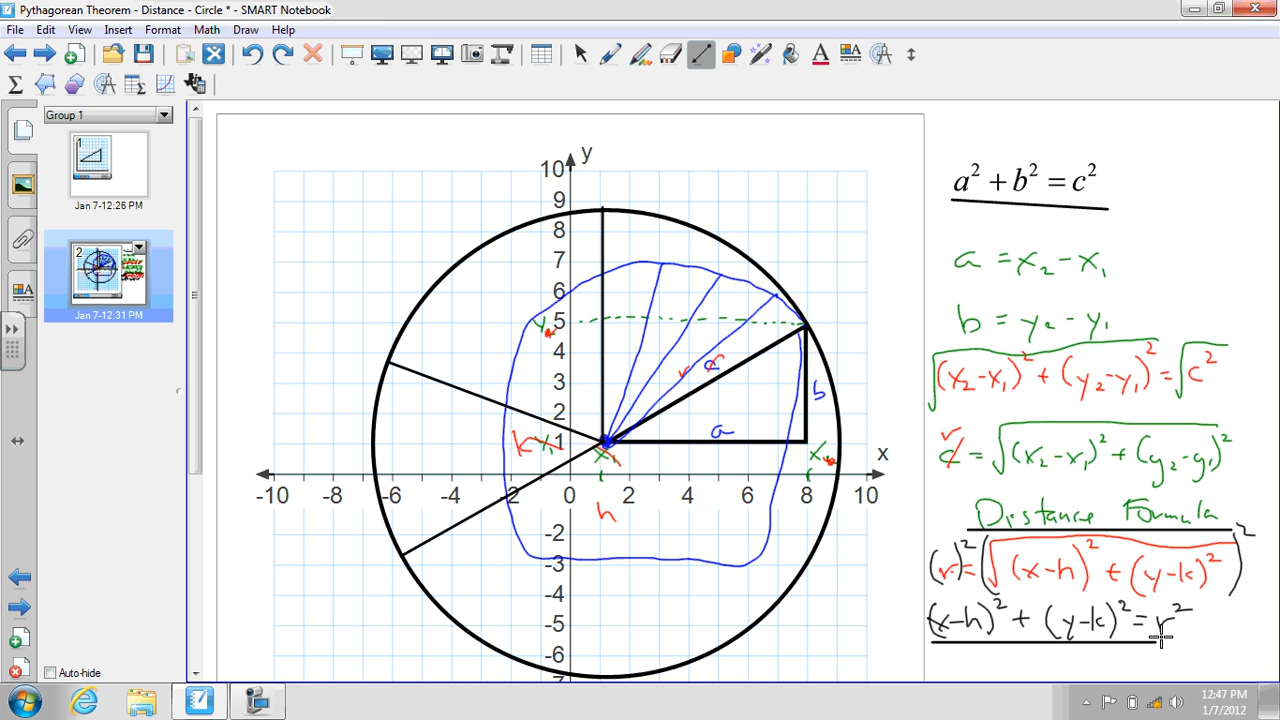 Pythagorean Theorem - Distance - Circle * - SMART Notebook
File Edit View Insert Format Math Draw Help
Group 1
1
Jan 7-12:26 PM
2
Jan 7-12:31 PM
Auto-hide
y
10
9
8
7
6
5
4
3
2
1
-2
-3
-4
-5
-6
-7
x
-10 -8 -6 -4 -2 0 2 4 6 8 10
r d
b
a
k y₁
x₁
h
a² + b² = c²
a = x₂ - x₁
b = y₂ - y₁
√(x₂-x₁)² + (y₂-y₁)² = √c²
r d = √(x₂-x₁)² + (y₂-y₁)²
Distance Formula
(r)² = (√(x-h)² + (y-k)²)²
(x-h)² + (y-k)² = r²
12:47 PM
1/7/2012